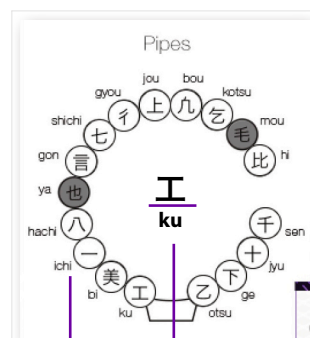 Pipes
jou 上
bou
gyou 彳
kotsu 乞
shichi 七
mou 毛
gon 言
hi 比
ya 也
工
ku
hachi 八
千 sen
ichi 一
十 jyu
bi 美
下 ge
ku 工
乙 otsu